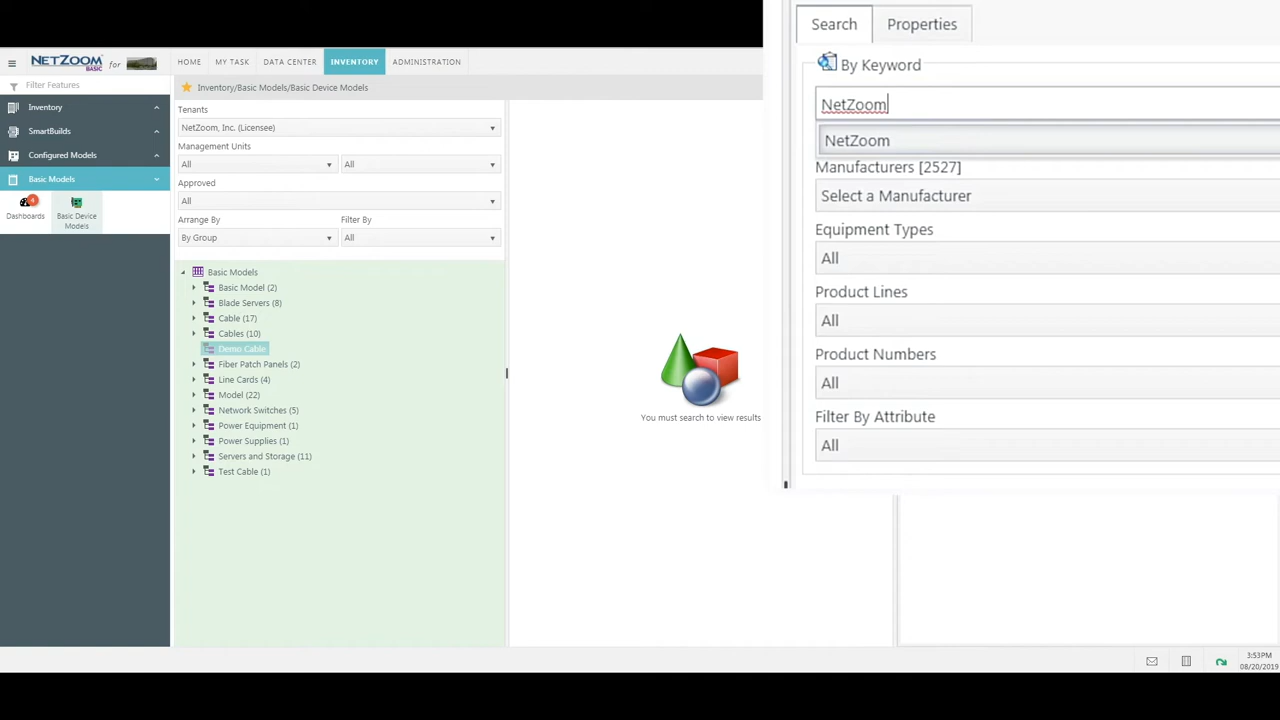 NetZoom BASIC for
HOME MY TASK DATA CENTER INVENTORY ADMINISTRATION
Filter Features
Inventory
SmartBuilds
Configured Models
Basic Models
4
Dashboards
Basic Device
Models
Inventory/Basic Models/Basic Device Models
Tenants
NetZoom, Inc. (Licensee)
Management Units
All All
Approved
All
Arrange By Filter By
By Group All
Basic Models
Basic Model (2)
Blade Servers (8)
Cable (17)
Cables (10)
Demo Cable
Fiber Patch Panels (2)
Line Cards (4)
Model (22)
Network Switches (5)
Power Equipment (1)
Power Supplies (1)
Servers and Storage (11)
Test Cable (1)
You must search to view results
Search Properties
By Keyword
NetZoom
NetZoom
Manufacturers [2527]
Select a Manufacturer
Equipment Types
All
Product Lines
All
Product Numbers
All
Filter By Attribute
All
3:53PM
08/20/2019